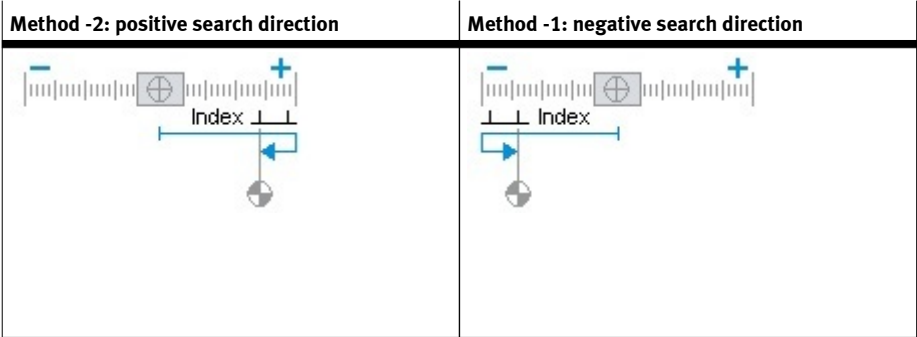 Method -2: positive search direction
Method -1: negative search direction
− +
− +
Index
Index